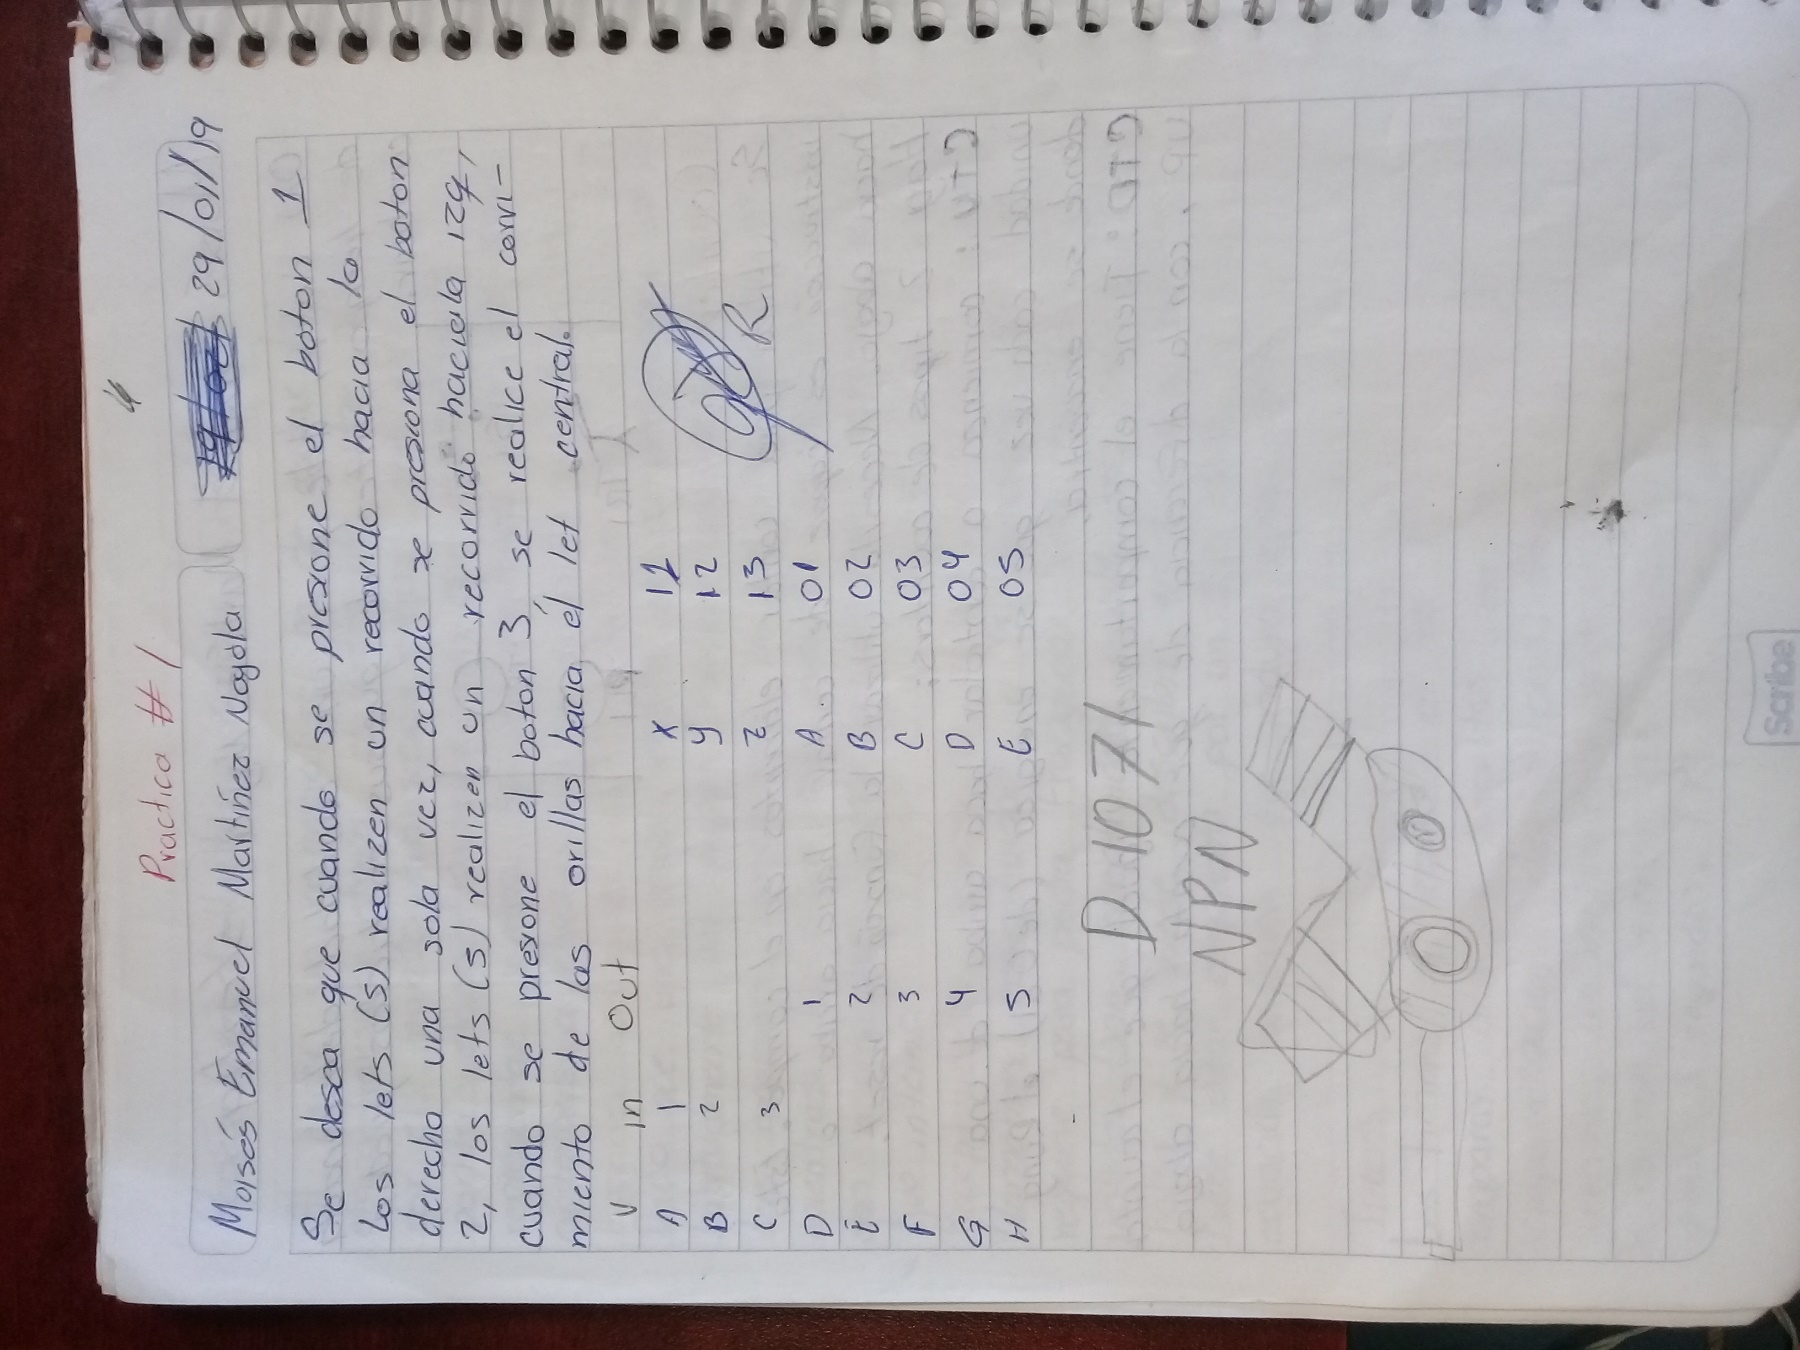 Practica # 1
Moisés Emanuel Martínez Nayola 29/01/19
Se desea que cuando se presione el boton 1
los lets (5) realizen un recorrido hacia la
derecho una sola vez, cuando se presiona el boton
2, los lets (5) realizen un recorrido hacia la izq,
cuando se presione el boton 3, se realice el corri-
miento de las orillas hacia el let central.
V in Out
A 1 X 11
B 2 Y 12
C 3 Z 13
R
D 1 A 01
E 2 B 02
F 3 C 03
G 4 D 04
H 5 E 05
D 1071
NPN
Scribe